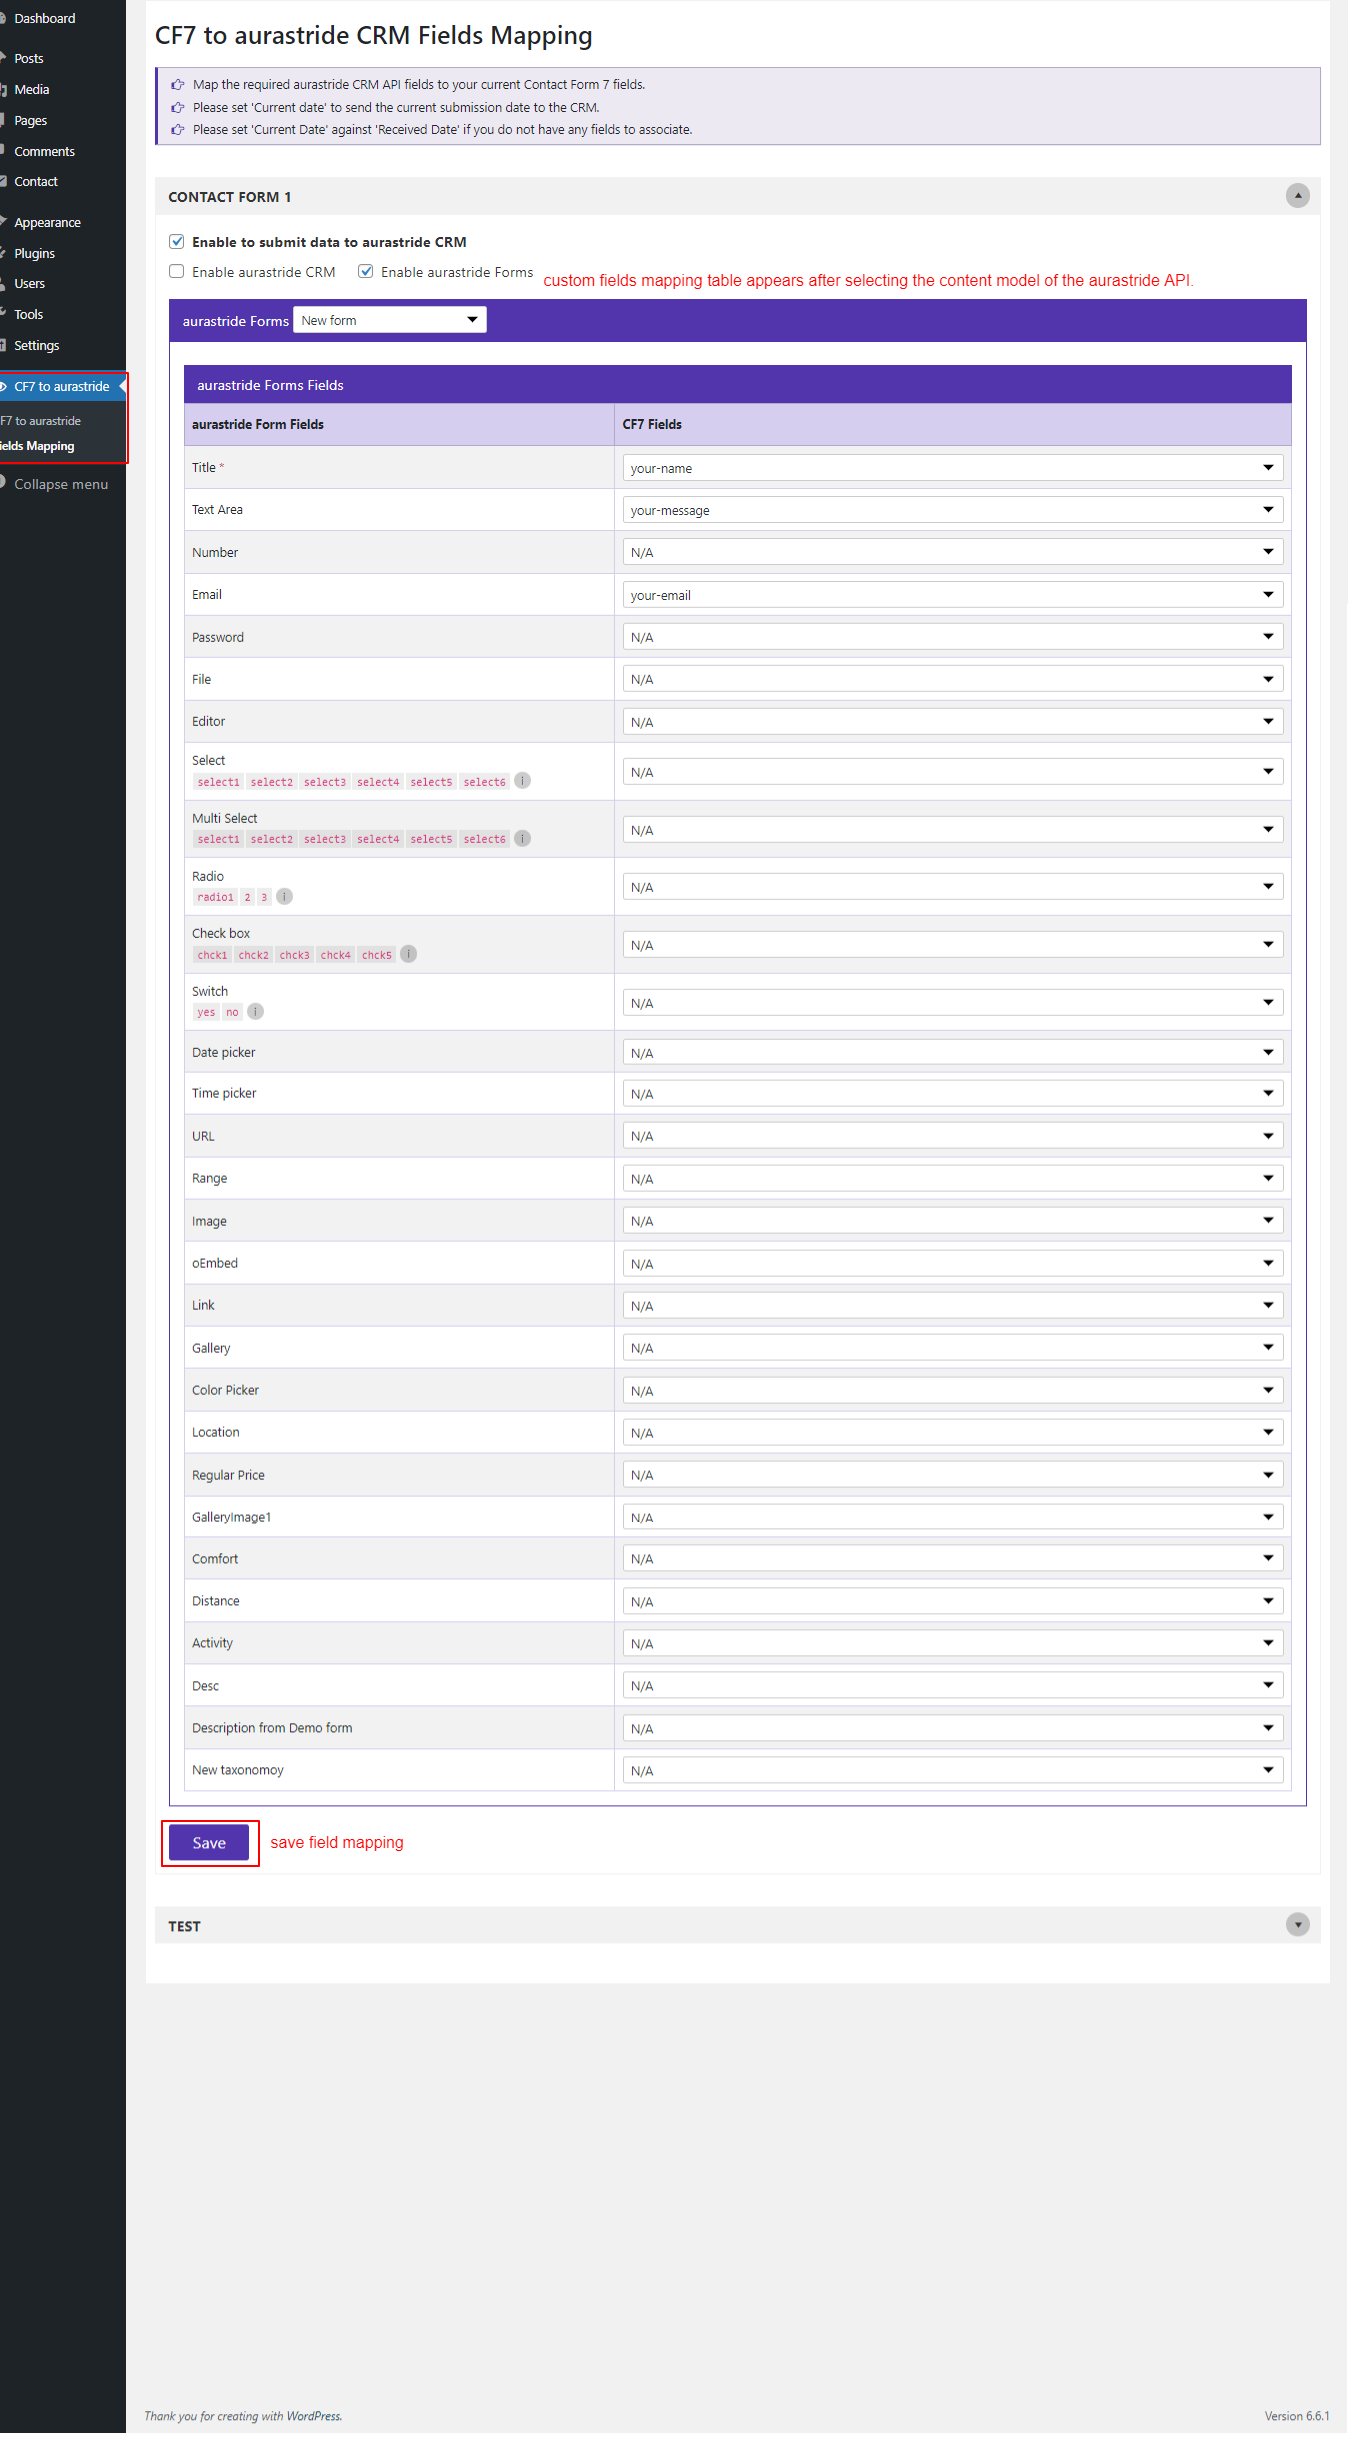 Dashboard
Posts
Media
Pages
Comments
Contact
Appearance
Plugins
Users
Tools
Settings
CF7 to aurastride
F7 to aurastride
ields Mapping
Collapse menu
CF7 to aurastride CRM Fields Mapping
Map the required aurastride CRM API fields to your current Contact Form 7 fields.
Please set 'Current date' to send the current submission date to the CRM.
Please set 'Current Date' against 'Received Date' if you do not have any fields to associate.
CONTACT FORM 1
Enable to submit data to aurastride CRM
Enable aurastride CRM Enable aurastride Forms
custom fields mapping table appears after selecting the content model of the aurastride API.
aurastride Forms New form
aurastride Forms Fields
aurastride Form Fields CF7 Fields
Title * your-name
Text Area your-message
Number N/A
Email your-email
Password N/A
File N/A
Editor N/A
Select
select1 select2 select3 select4 select5 select6 i N/A
Multi Select
select1 select2 select3 select4 select5 select6 i N/A
Radio
radio1 2 3 i N/A
Check box
chck1 chck2 chck3 chck4 chck5 i N/A
Switch
yes no i N/A
Date picker N/A
Time picker N/A
URL N/A
Range N/A
Image N/A
oEmbed N/A
Link N/A
Gallery N/A
Color Picker N/A
Location N/A
Regular Price N/A
GalleryImage1 N/A
Comfort N/A
Distance N/A
Activity N/A
Desc N/A
Description from Demo form N/A
New taxonomoy N/A
Save save field mapping
TEST
Thank you for creating with WordPress. Version 6.6.1